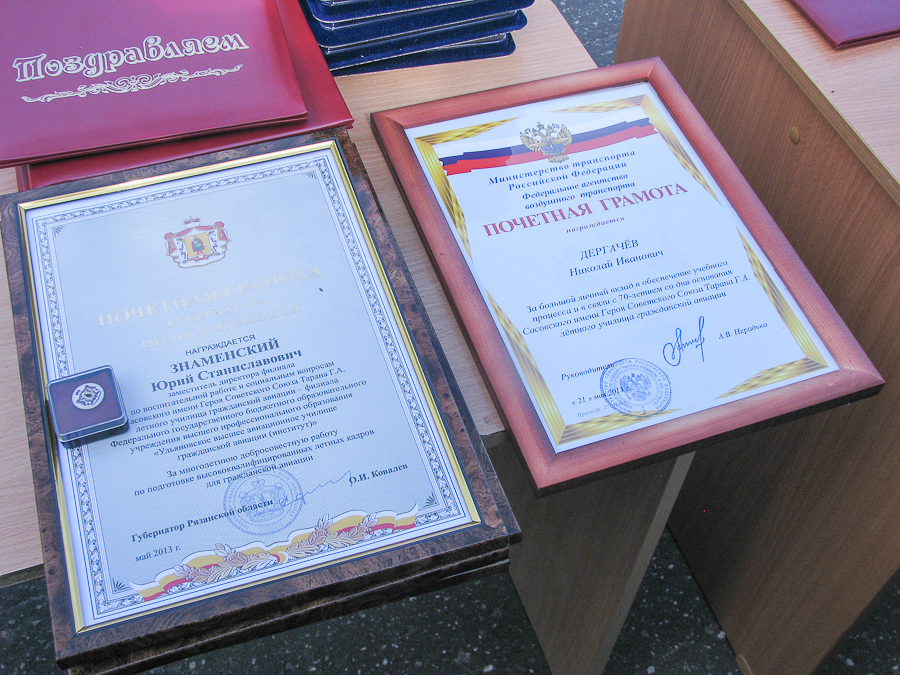 Поздравляем
ПОЧЕТНАЯ ГРАМОТА
НАГРАЖДАЕТСЯ
ЗНАМЕНСКИЙ
Юрий Станиславович
заместитель директора филиала
по воспитательной работе и социальным вопросам
Сасовского имени Героя Советского Союза Тарана Г.А.
летного училища гражданской авиации – филиала
Федерального государственного бюджетного образовательного
учреждения высшего профессионального образования
«Ульяновское высшее авиационное училище
гражданской авиации (институт)»
За многолетнюю добросовестную работу
по подготовке высококвалифицированных летных кадров
для гражданской авиации
Губернатор Рязанской области О.И. Ковалев
май 2013 г.
Министерство транспорта
Российской Федерации
Федеральное агентство
воздушного транспорта
ПОЧЕТНАЯ ГРАМОТА
награждается
ДЕРГАЧЁВ
Николай Иванович
За большой личный вклад в обеспечение учебного
процесса и в связи с 70-летием со дня основания
Сасовского имени Героя Советского Союза Тарана Г.А.
лётного училища гражданской авиации
Руководитель А.В. Нерадько
« 21 » мая 2013 г.